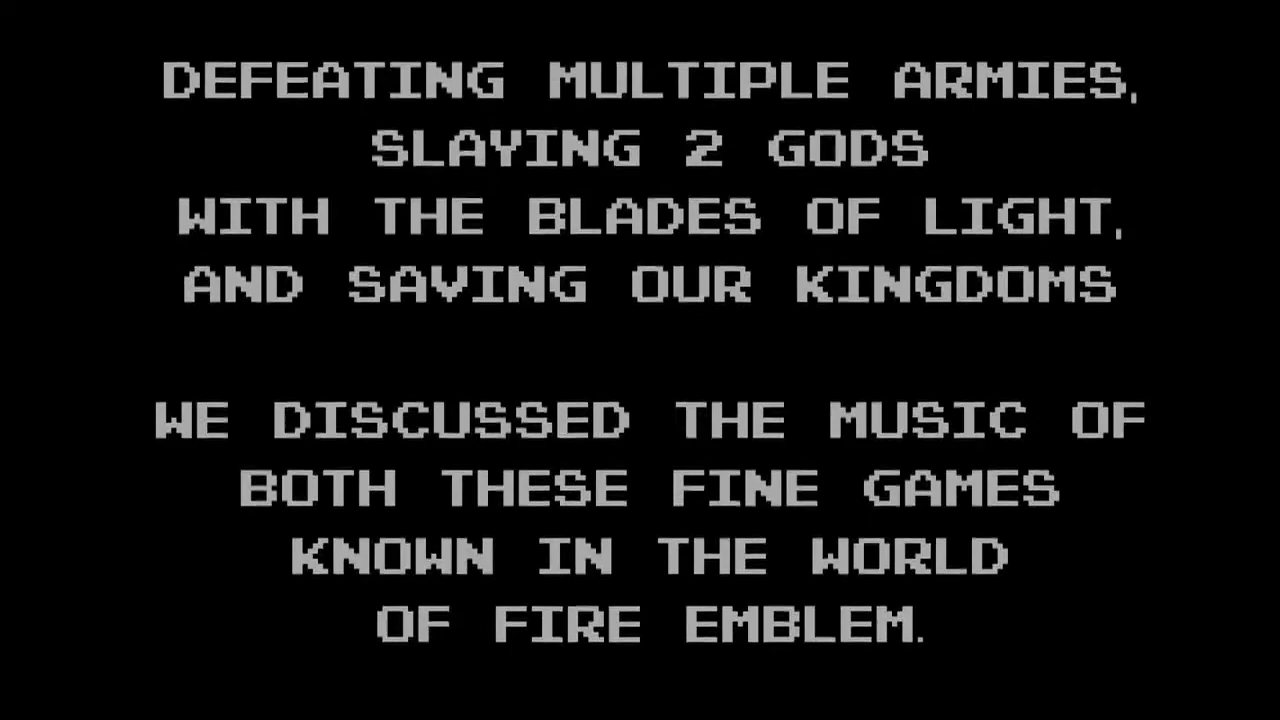 DEFEATING MULTIPLE ARMIES,
SLAYING 2 GODS
WITH THE BLADES OF LIGHT,
AND SAVING OUR KINGDOMS
WE DISCUSSED THE MUSIC OF
BOTH THESE FINE GAMES
KNOWN IN THE WORLD
OF FIRE EMBLEM.